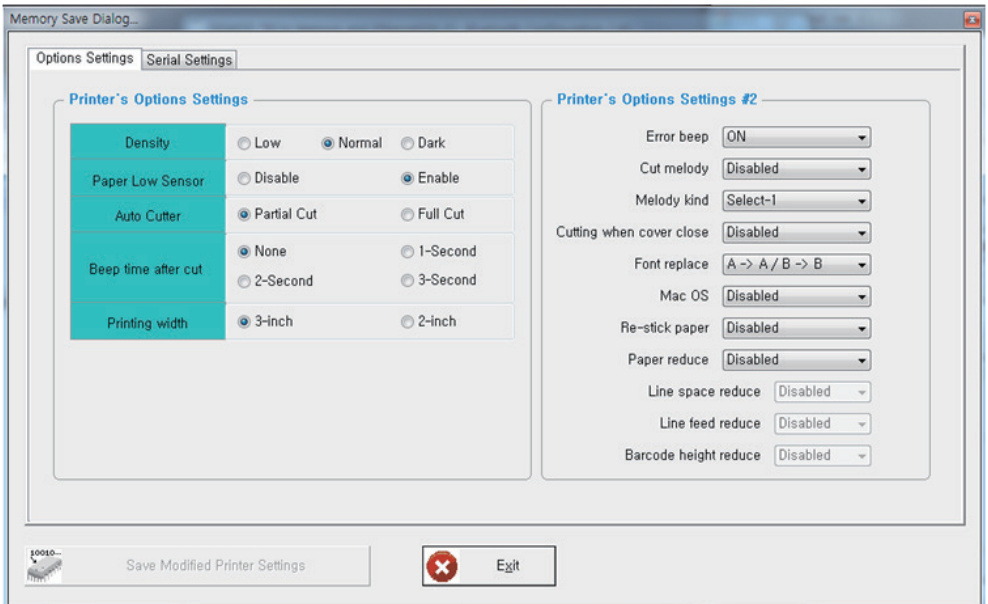 Memory Save Dialog...
Options Settings
Serial Settings
Printer's Options Settings
Density
Low
Normal
Dark
Paper Low Sensor
Disable
Enable
Auto Cutter
Partial Cut
Full Cut
Beep time after cut
None
1-Second
2-Second
3-Second
Printing width
3-inch
2-inch
Printer's Options Settings #2
Error beep
ON
Cut melody
Disabled
Melody kind
Select-1
Cutting when cover close
Disabled
Font replace
A -> A / B -> B
Mac OS
Disabled
Re-stick paper
Disabled
Paper reduce
Disabled
Line space reduce
Disabled
Line feed reduce
Disabled
Barcode height reduce
Disabled
10010...
Save Modified Printer Settings
Exit